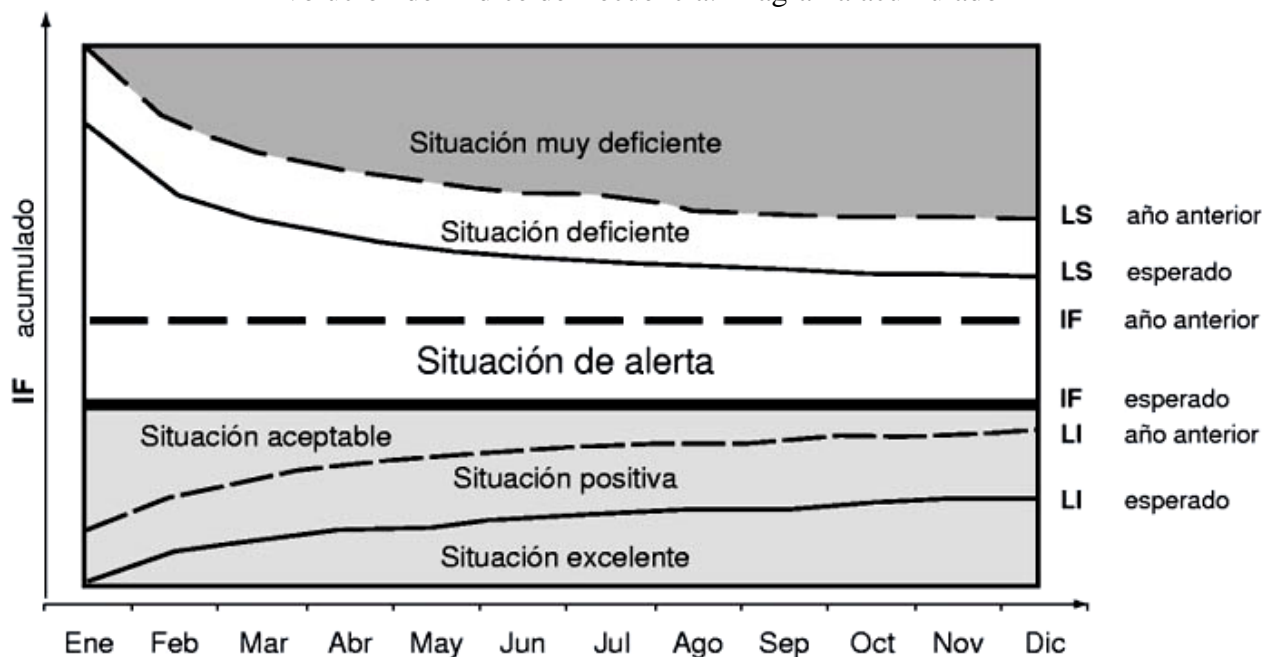 Situación muy deficiente
LS año anterior
Situación deficiente
LS esperado
IF año anterior
Situación de alerta
IF esperado
Situación aceptable
LI año anterior
Situación positiva
LI esperado
Situación excelente
IF acumulado
Ene Feb Mar Abr May Jun Jul Ago Sep Oct Nov Dic